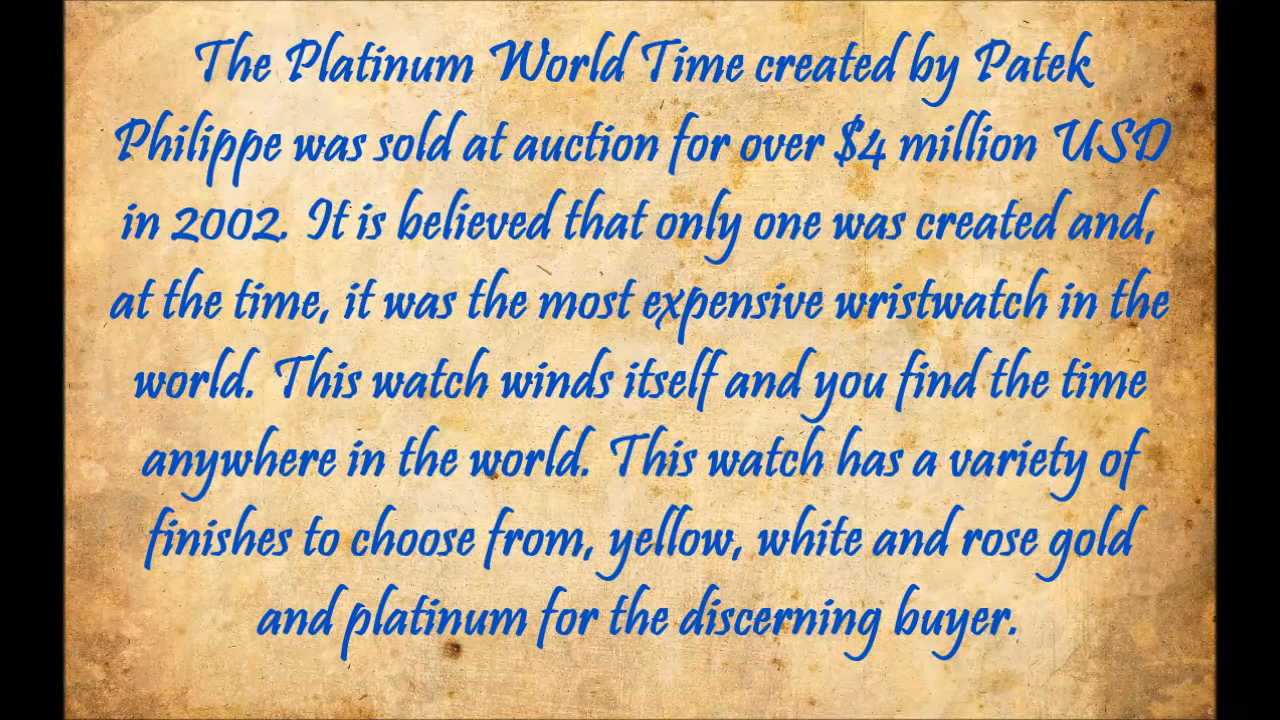 The Platinum World Time created by Patek
Philippe was sold at auction for over $4 million USD
in 2002. It is believed that only one was created and,
at the time, it was the most expensive wristwatch in the
world. This watch winds itself and you find the time
anywhere in the world. This watch has a variety of
finishes to choose from, yellow, white and rose gold
and platinum for the discerning buyer.